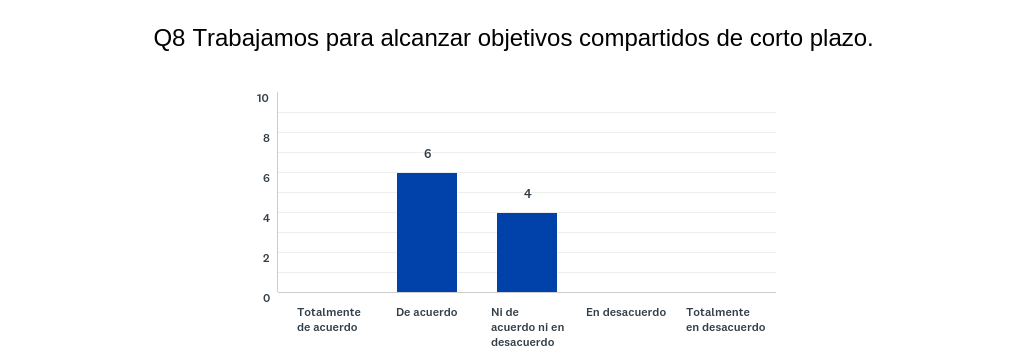 Q8 Trabajamos para alcanzar objetivos compartidos de corto plazo.
10
8
6
4
2
0
6
4
Totalmente
de acuerdo
De acuerdo
Ni de
acuerdo ni en
desacuerdo
En desacuerdo
Totalmente
en desacuerdo